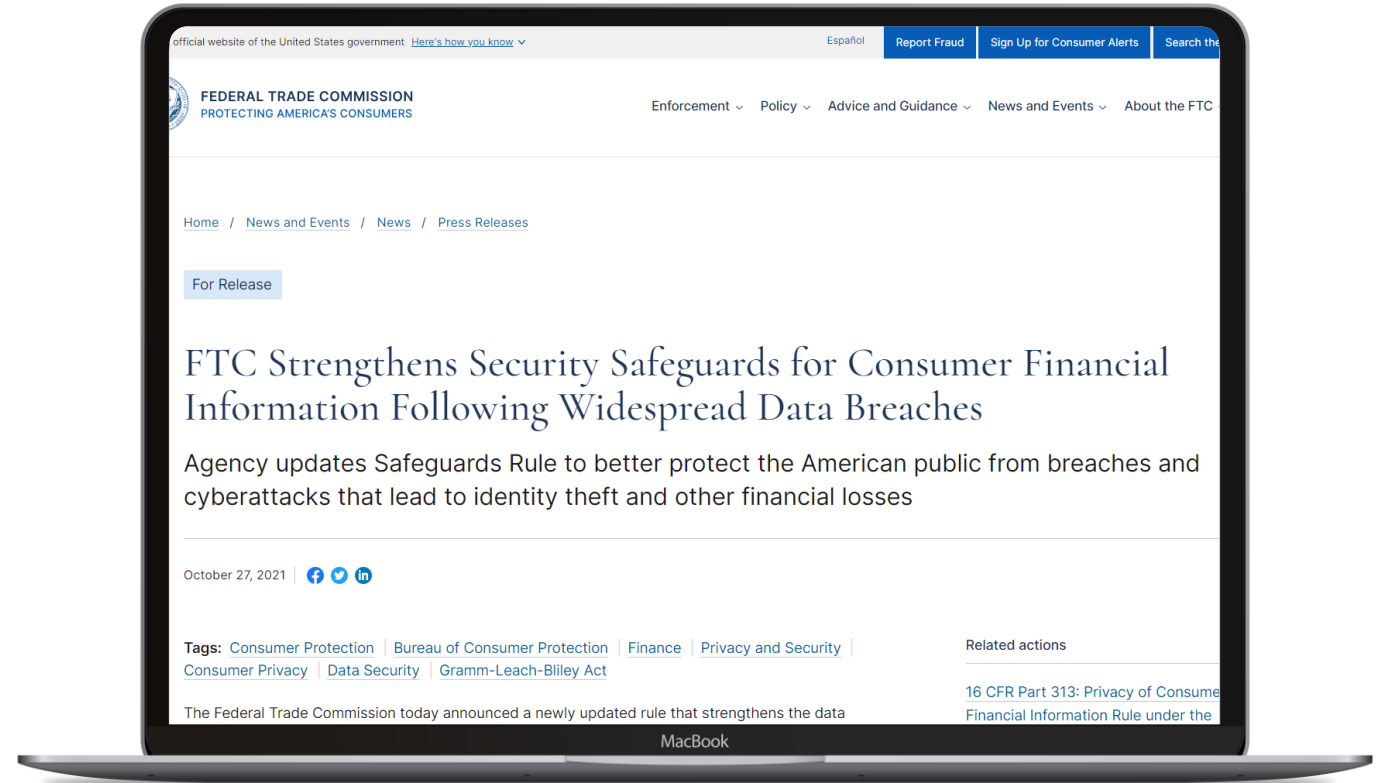 official website of the United States government Here's how you know
Español
Report Fraud
Sign Up for Consumer Alerts
Search the
FEDERAL TRADE COMMISSION
PROTECTING AMERICA'S CONSUMERS
Enforcement
Policy
Advice and Guidance
News and Events
About the FTC
Home / News and Events / News / Press Releases
For Release
FTC Strengthens Security Safeguards for Consumer Financial
Information Following Widespread Data Breaches
Agency updates Safeguards Rule to better protect the American public from breaches and
cyberattacks that lead to identity theft and other financial losses
October 27, 2021
Tags: Consumer Protection | Bureau of Consumer Protection | Finance | Privacy and Security |
Consumer Privacy | Data Security | Gramm-Leach-Bliley Act
The Federal Trade Commission today announced a newly updated rule that strengthens the data
Related actions
16 CFR Part 313: Privacy of Consume
Financial Information Rule under the
MacBook